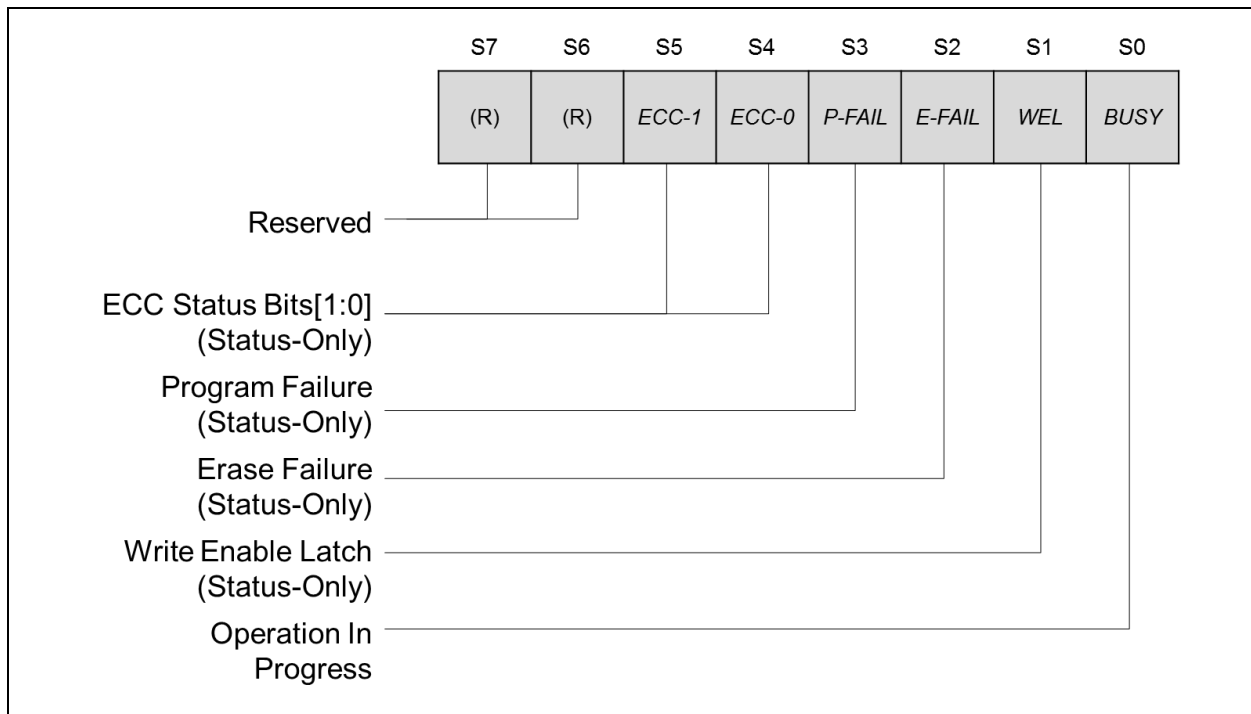 S7 S6 S5 S4 S3 S2 S1 S0
(R) (R) ECC-1 ECC-0 P-FAIL E-FAIL WEL BUSY
Reserved
ECC Status Bits[1:0]
(Status-Only)
Program Failure
(Status-Only)
Erase Failure
(Status-Only)
Write Enable Latch
(Status-Only)
Operation In
Progress